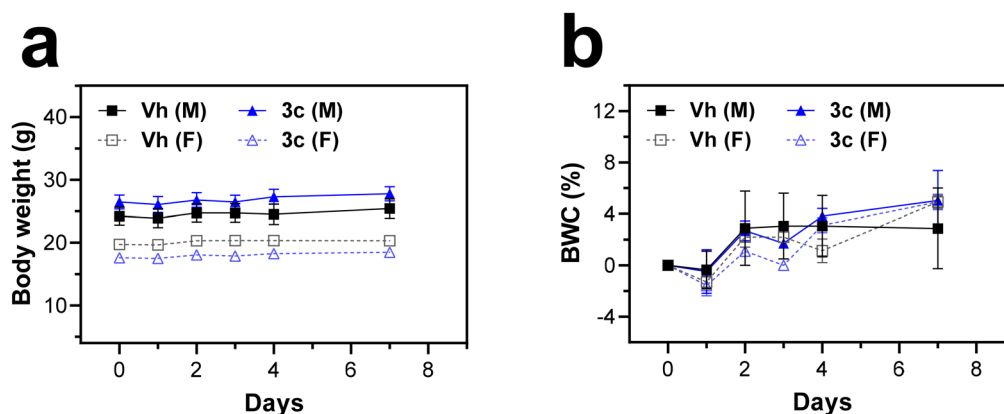 a
Body weight (g)
40
30
20
10
Vh (M)
3c (M)
Vh (F)
3c (F)
0
2
4
6
8
Days
b
BWC (%)
12
8
4
0
-4
Vh (M)
3c (M)
Vh (F)
3c (F)
0
2
4
6
8
Days